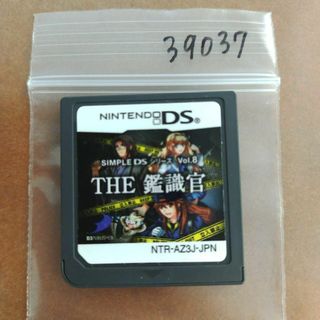 39037
NINTENDO DS
SIMPLE DS シリーズ Vol.8
THE 鑑識官
NTR-AZ3J-JPN